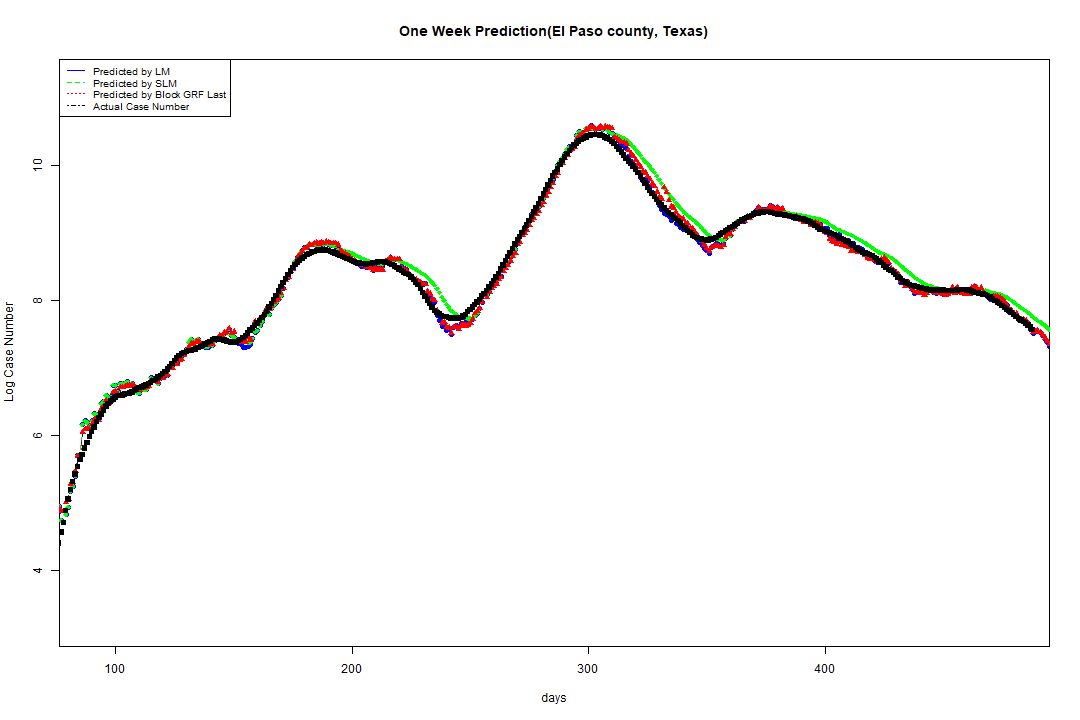 One Week Prediction(El Paso county, Texas)
Predicted by LM
Predicted by SLM
Predicted by Block GRF Last
Actual Case Number
10
8
6
4
Log Case Number
100 200 300 400
days